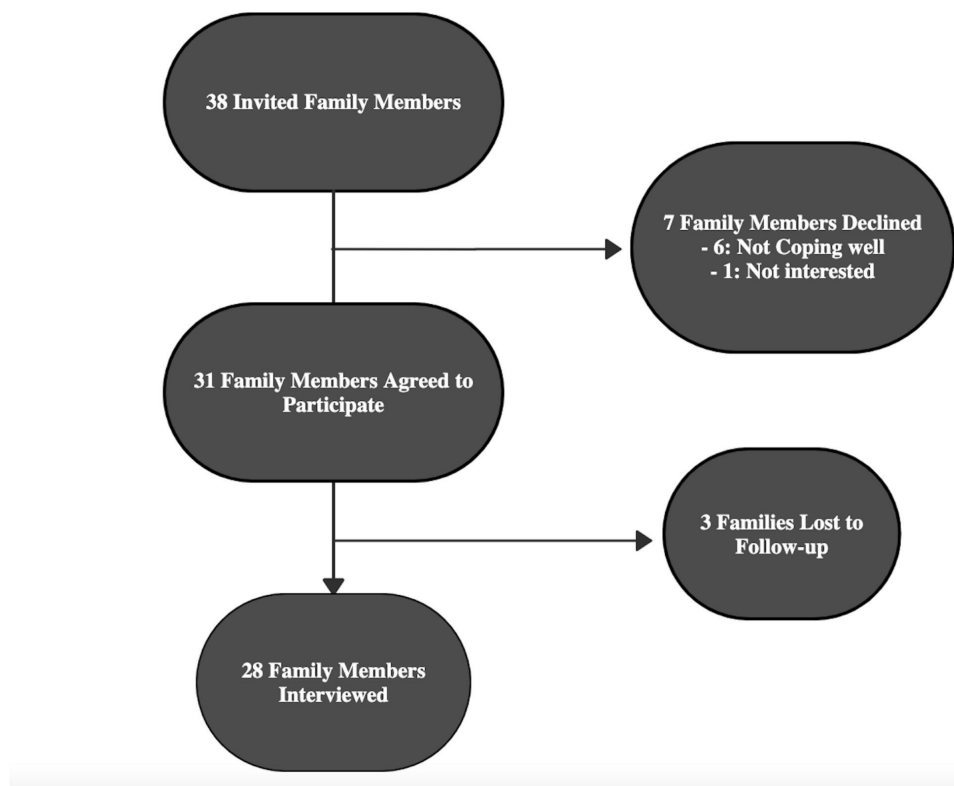 38 Invited Family Members
7 Family Members Declined
- 6: Not Coping well
- 1: Not interested
31 Family Members Agreed to
Participate
3 Families Lost to
Follow-up
28 Family Members
Interviewed